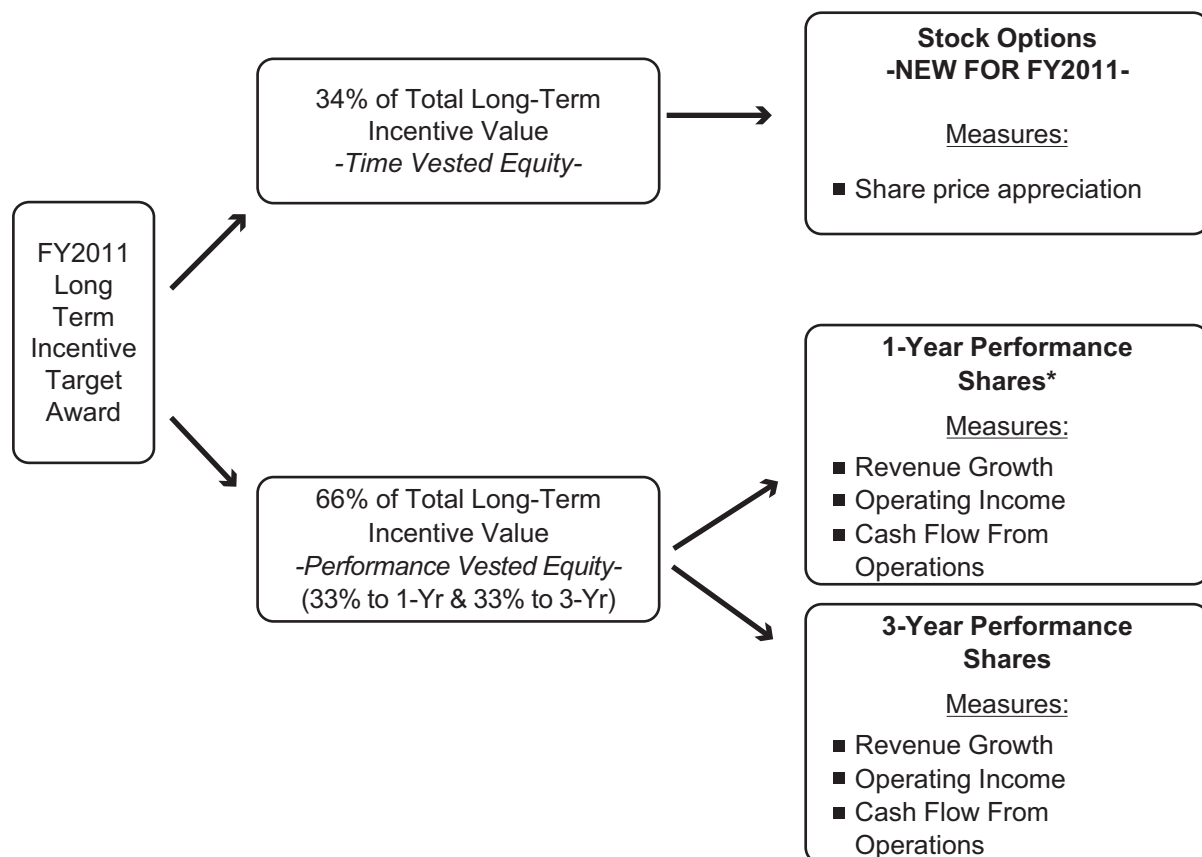 FY2011
Long
Term
Incentive
Target
Award
34% of Total Long-Term
Incentive Value
-Time Vested Equity-
Stock Options
-NEW FOR FY2011-
Measures:
■ Share price appreciation
66% of Total Long-Term
Incentive Value
-Performance Vested Equity-
(33% to 1-Yr & 33% to 3-Yr)
1-Year Performance
Shares*
Measures:
■ Revenue Growth
■ Operating Income
■ Cash Flow From
Operations
3-Year Performance
Shares
Measures:
■ Revenue Growth
■ Operating Income
■ Cash Flow From
Operations